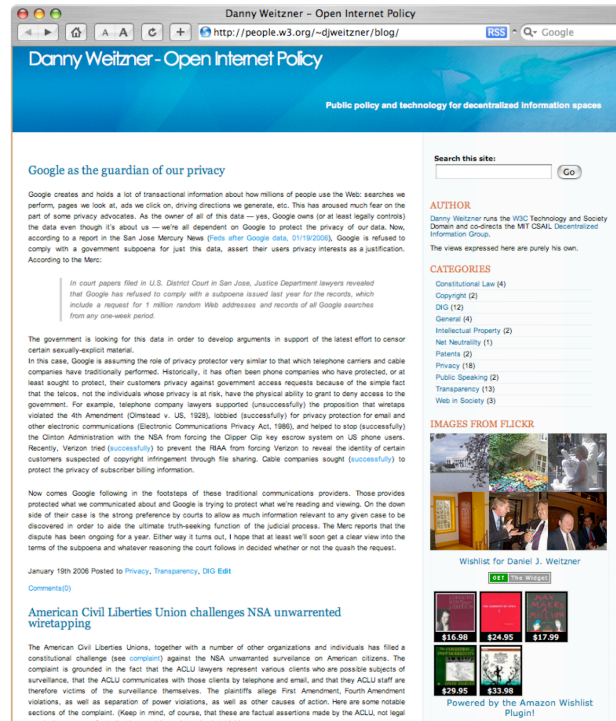 Danny Weitzner – Open Internet Policy
A A C + http://people.w3.org/~djweitzner/blog/ RSS Google
Danny Weitzner - Open Internet Policy
Public policy and technology for decentralized information spaces
Google as the guardian of our privacy
Google creates and holds a lot of transactional information about how millions of people use the Web: searches we
perform, pages we look at, ads we click on, driving directions we generate, etc. This has aroused much fear on the
part of some privacy advocates. As the owner of all of this data — yes, Google owns (or at least legally controls)
the data even though it's about us — we're all dependent on Google to protect the privacy of our data. Now,
according to a report in the San Jose Mercury News (Feds after Google data, 01/19/2006), Google is refused to
comply with a government subpoena for just this data, assert their users privacy interests as a justification.
According to the Merc:
In court papers filed in U.S. District Court in San Jose, Justice Department lawyers revealed
that Google has refused to comply with a subpoena issued last year for the records, which
include a request for 1 million random Web addresses and records of all Google searches
from any one-week period.
The government is looking for this data in order to develop arguments in support of the latest effort to censor
certain sexually-explicit material.
In this case, Google is assuming the role of privacy protector very similar to that which telephone carriers and cable
companies have traditionally performed. Historically, it has often been phone companies who have protected, or at
least sought to protect, their customers privacy against government access requests because of the simple fact
that the telcos, not the individuals whose privacy is at risk, have the physical ability to grant to deny access to the
government. For example, telephone company lawyers supported (unsuccessfully) the proposition that wiretaps
violated the 4th Amendment (Olmstead v. US, 1928), lobbied (successfully) for privacy protection for email and
other electronic communications (Electronic Communications Privacy Act, 1986), and helped to stop (successfully)
the Clinton Administration with the NSA from forcing the Clipper Clip key escrow system on US phone users.
Recently, Verizon tried (successfully) to prevent the RIAA from forcing Verizon to reveal the identity of certain
customers suspected of copyright infringement through file sharing. Cable companies sought (successfully) to
protect the privacy of subscriber billing information.
Now comes Google following in the footsteps of these traditional communications providers. Those provides
protected what we communicated about and Google is trying to protect what we're reading and viewing. On the down
side of their case is the strong preference by courts to allow as much information relevant to any given case to be
discovered in order to aide the ultimate truth-seeking function of the judicial process. The Merc reports that the
dispute has been ongoing for a year. Either way it turns out, I hope that at least we'll soon get a clear view into the
terms of the subpoena and whatever reasoning the court follows in decided whether or not the quash the request.
January 19th 2006 Posted to Privacy, Transparency, DIG Edit
Comments(0)
American Civil Liberties Union challenges NSA unwarrented
wiretapping
The American Civil Liberties Union, together with a number of other organizations and individuals has filled a
constitutional challenge (see complaint) against the NSA unwarranted surveillance on American citizens. The
complaint is grounded in the fact that the ACLU lawyers represent various clients who are possible subjects of
surveillance, that the ACLU communicates with those clients by telephone and email, and that they ACLU staff are
therefore victims of the surveillance themselves. The plaintiffs allege First Amendment, Fourth Amendment
violations, as well as separation of power violations, as well as other causes of action. Here are some notable
sections of the complaint. (Keep in mind, of course, that these are factual assertions made by the ACLU, not legal
Search this site:
Go
AUTHOR
Danny Weitzner runs the W3C Technology and Society
Domain and co-directs the MIT CSAIL Decentralized
Information Group.
The views expressed here are purely his own.
CATEGORIES
Constitutional Law (4)
Copyright (2)
DIG (12)
General (4)
Intellectual Property (2)
Net Neutrality (1)
Patents (2)
Privacy (18)
Public Speaking (2)
Transparency (13)
Web in Society (3)
IMAGES FROM FLICKR
Wishlist for Daniel J. Weitzner
GET The Widget
$16.98 $24.95 $17.99
$29.95 $33.98
Powered by the Amazon Wishlist
Plugin!